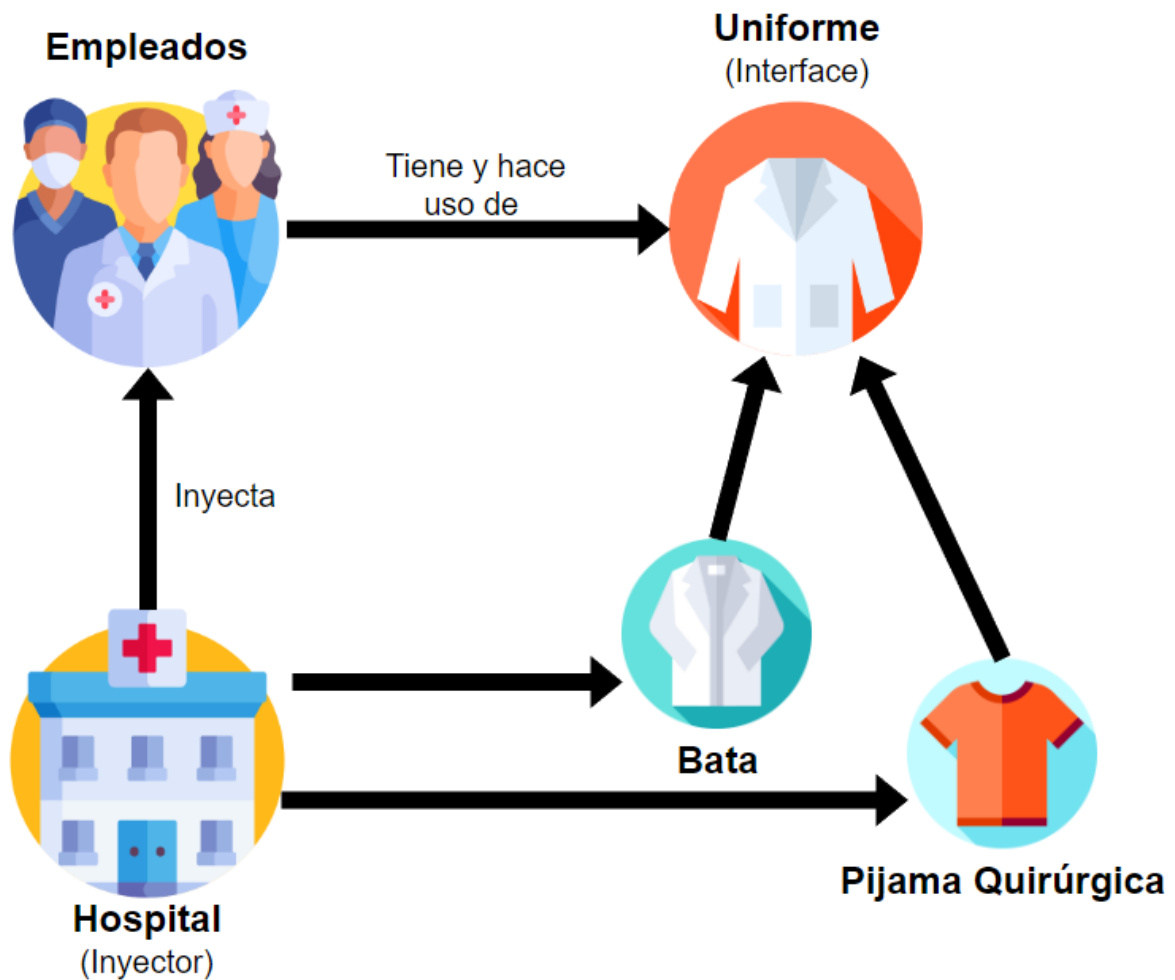 Empleados
Uniforme
(Interface)
Tiene y hace
uso de
Inyecta
Bata
Pijama Quirúrgica
Hospital
(Inyector)